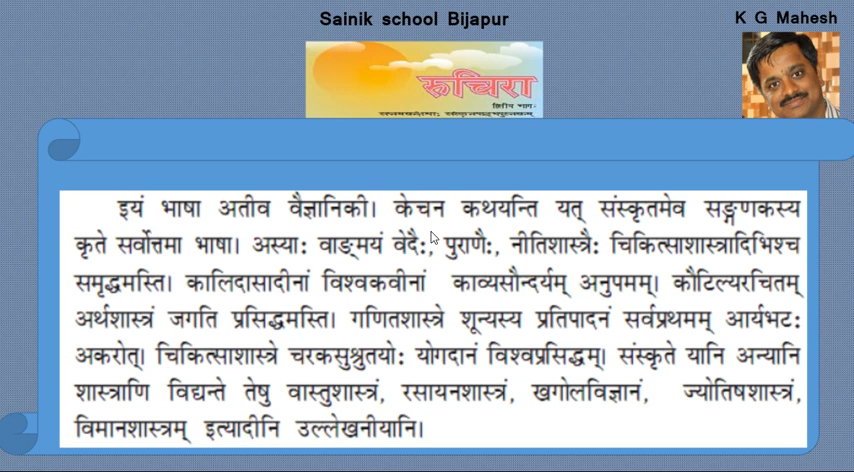 Sainik school Bijapur
K G Mahesh
रुचिरा
द्वितीय भागः
इयं भाषा अतीव वैज्ञानिकी। केचन कथयन्ति यत् संस्कृतमेव सङ्गणकस्य
कृते सर्वोत्तमा भाषा। अस्याः वाङ्मयं वेदैः, पुराणैः, नीतिशास्त्रैः चिकित्साशास्त्रादिभिश्च
समृद्धमस्ति। कालिदासादीनां विश्वकवीनां काव्यसौन्दर्यम् अनुपमम्। कौटिल्यरचितम्
अर्थशास्त्रं जगति प्रसिद्धमस्ति। गणितशास्त्रे शून्यस्य प्रतिपादनं सर्वप्रथमम् आर्यभटः
अकरोत्। चिकित्साशास्त्रे चरकसुश्रुतयोः योगदानं विश्वप्रसिद्धम्। संस्कृते यानि अन्यानि
शास्त्राणि विद्यन्ते तेषु वास्तुशास्त्रं, रसायनशास्त्रं, खगोलविज्ञानं, ज्योतिषशास्त्रं,
विमानशास्त्रम् इत्यादीनि उल्लेखनीयानि।